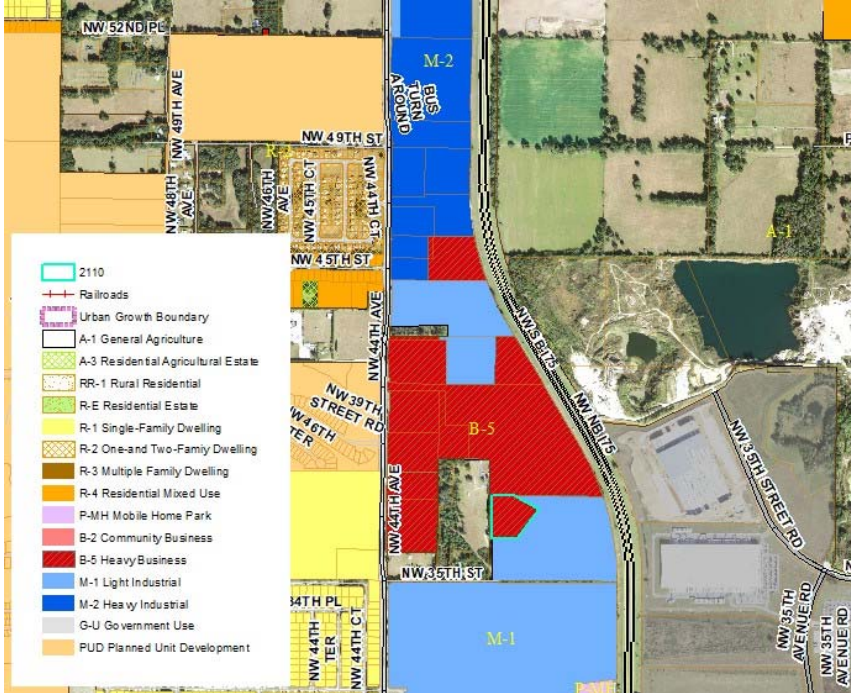 NW 52ND PL
M-2
BUS
TURN
AROUND
NW 49TH AVE
NW 49TH ST
NW 48TH
AVE
NW 46TH
AVE
NW 45TH CT
NW 44TH CT
NW 45TH ST
A-1
2110
Railroads
Urban Growth Boundary
A-1 General Agriculture
A-3 Residential Agricultural Estate
RR-1 Rural Residential
R-E Residential Estate
R-1 Single-Family Dwelling
R-2 One-and Two-Famiy Dwelling
R-3 Multiple Family Dwelling
R-4 Residential Mixed Use
P-MH Mobile Home Park
B-2 Community Business
B-5 Heavy Business
M-1 Light Industrial
M-2 Heavy Industrial
G-U Government Use
PUD Planned Unit Development
NW 44TH AVE
NW SB I75
NW NB I75
NW 39TH
STREET RD
NW 46TH
TER
B-5
NW 44TH AVE
NW 35TH STREET RD
NW 35TH ST
34TH PL
NW 44TH
TER
NW 44TH CT
M-1
NW 35TH
AVENUE RD
NW 35TH
AVENUE RD